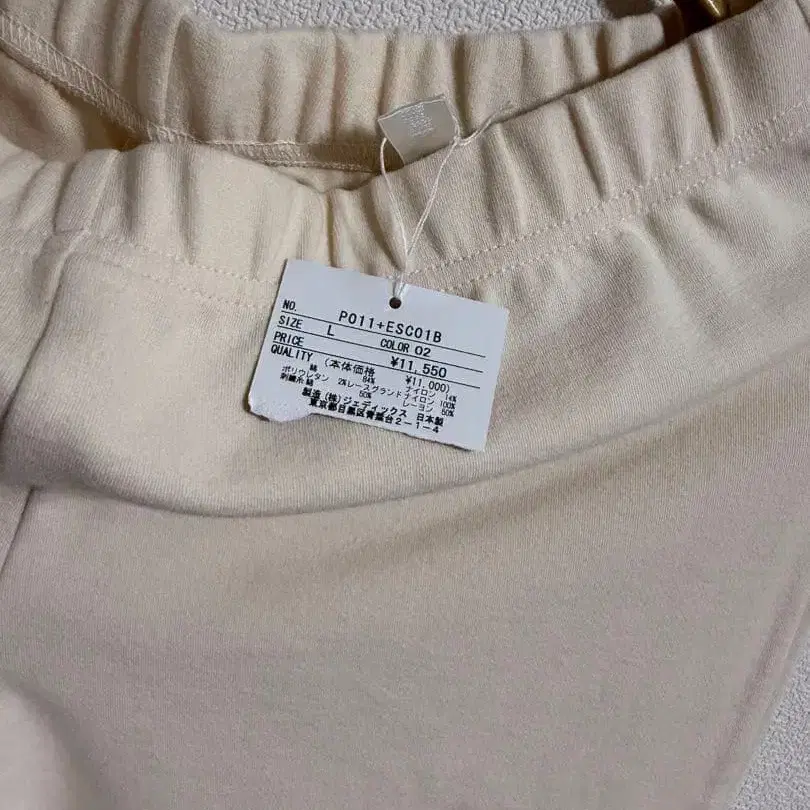 NO. P011+ESC01B
SIZE L COLOR 02
PRICE ¥11,550
QUALITY (本体価格 ¥11,000)
綿 84% ナイロン 14%
ポリウレタン 2% レースグランドナイロン 100%
刺繍糸綿 50% レーヨン 50%
製造(株)ジェディックス 日本製
東京都目黒区青葉台2-1-4